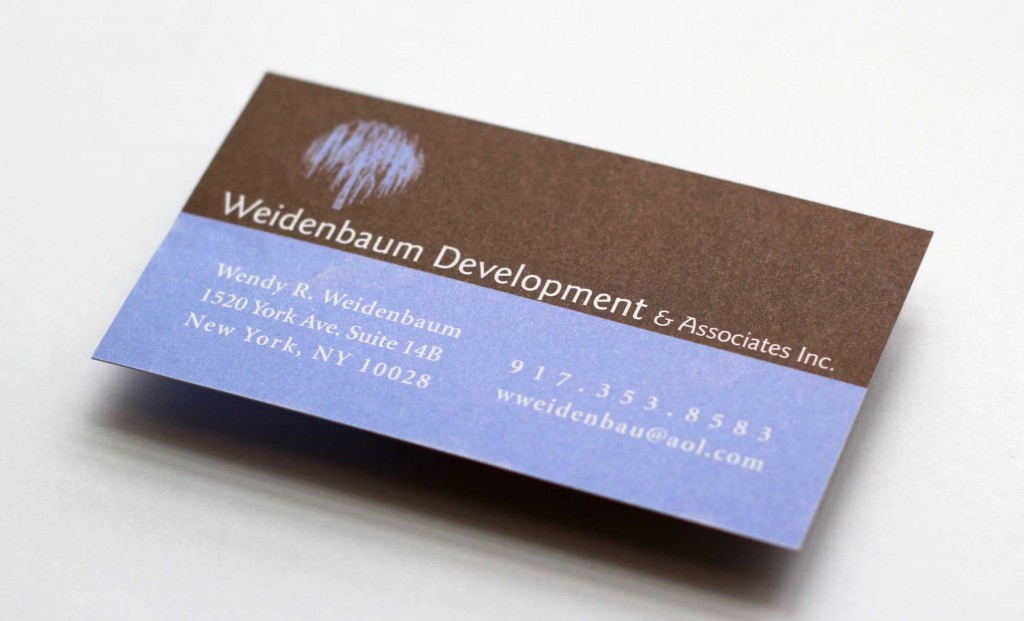 Weidenbaum Development & Associates Inc.
Wendy R. Weidenbaum
1520 York Ave. Suite 14B
New York, NY 10028
917.353.8583
wweidenbau@aol.com